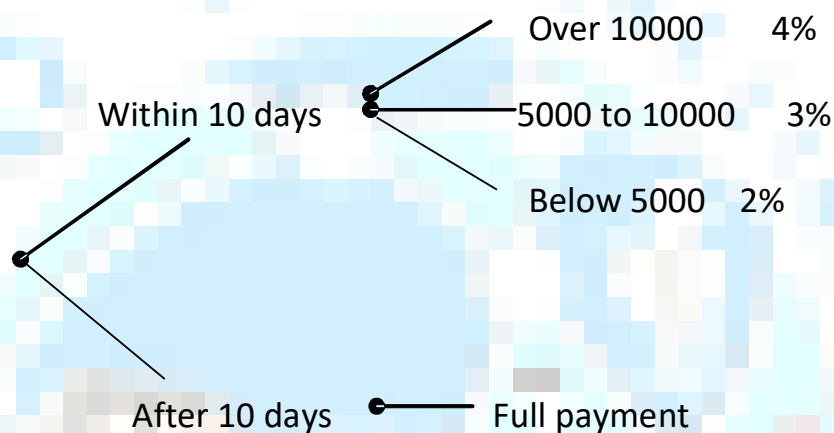 Over 10000 4%
Within 10 days 5000 to 10000 3%
Below 5000 2%
After 10 days Full payment